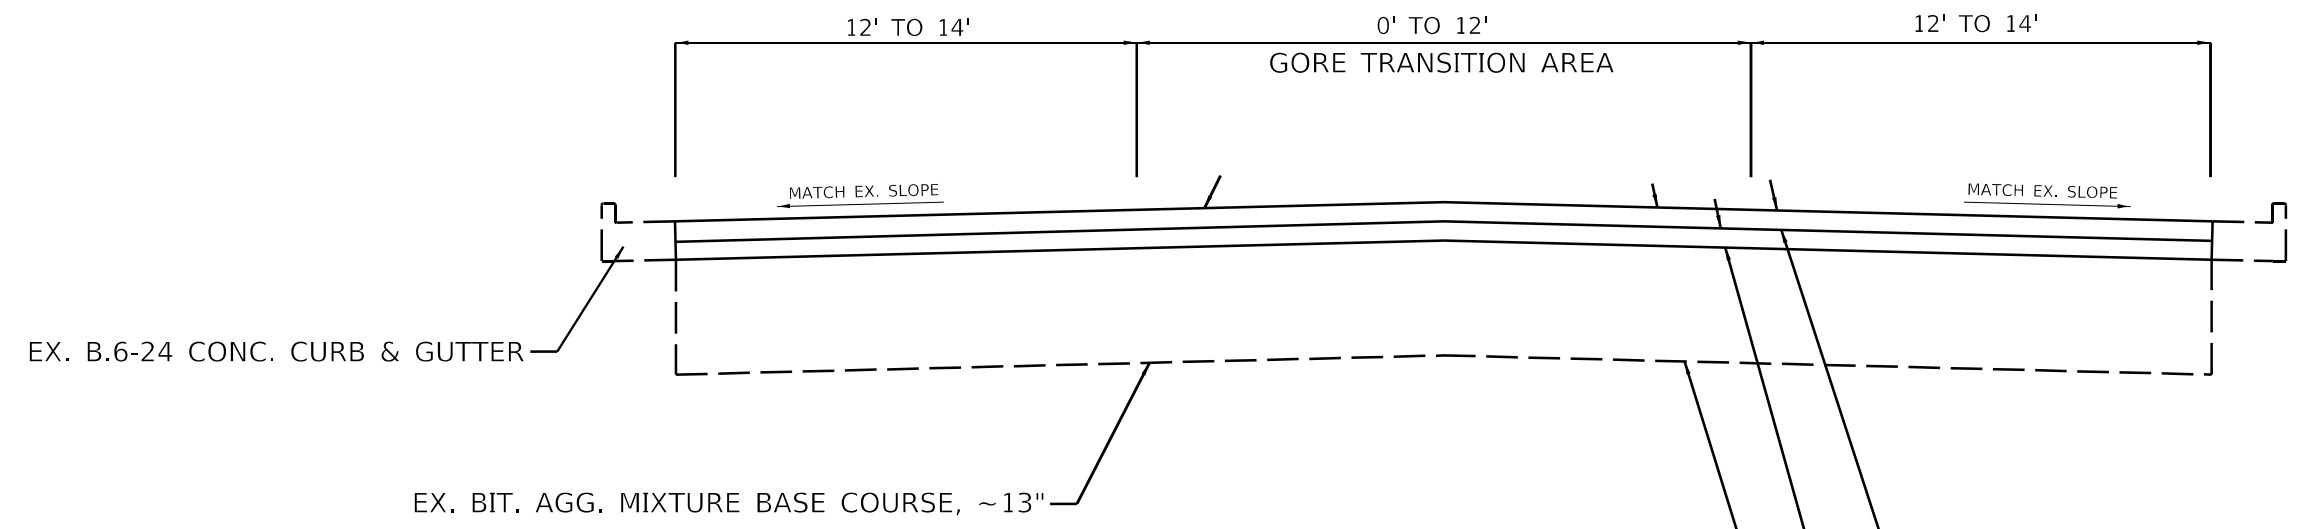 12' TO 14'
0' TO 12'
12' TO 14'
GORE TRANSITION AREA
MATCH EX. SLOPE
MATCH EX. SLOPE
EX. B.6-24 CONC. CURB & GUTTER
EX. BIT. AGG. MIXTURE BASE COURSE, ~13"